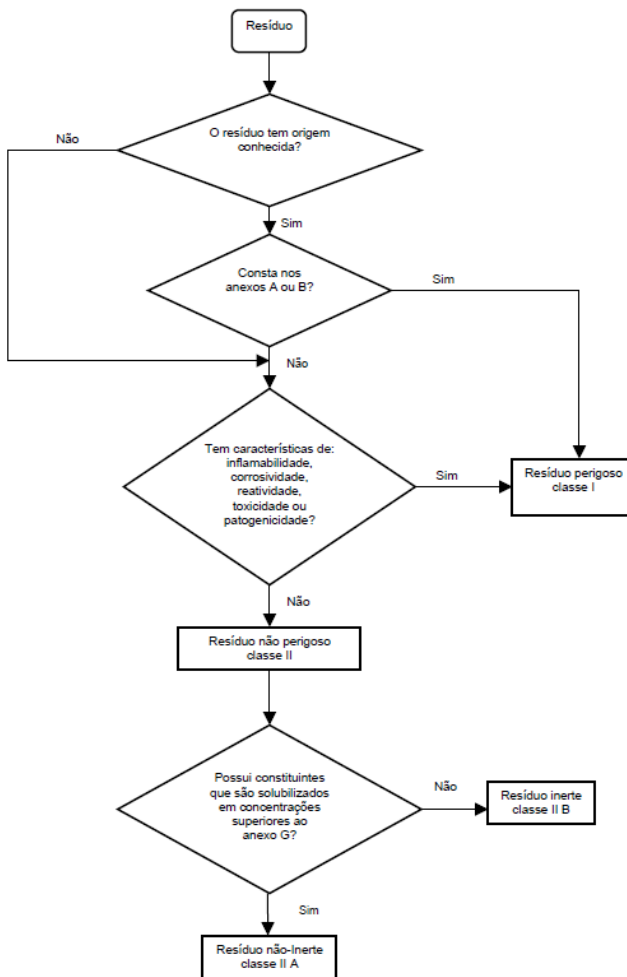 Resíduo
O resíduo tem origem
conhecida?
Não
Sim
Consta nos
anexos A ou B?
Sim
Não
Tem características de:
inflamabilidade,
corrosividade,
reatividade,
toxicidade ou
patogenicidade?
Sim
Resíduo perigoso
classe I
Não
Resíduo não perigoso
classe II
Possui constituintes
que são solubilizados
em concentrações
superiores ao
anexo G?
Não
Resíduo inerte
classe II B
Sim
Resíduo não-Inerte
classe II A